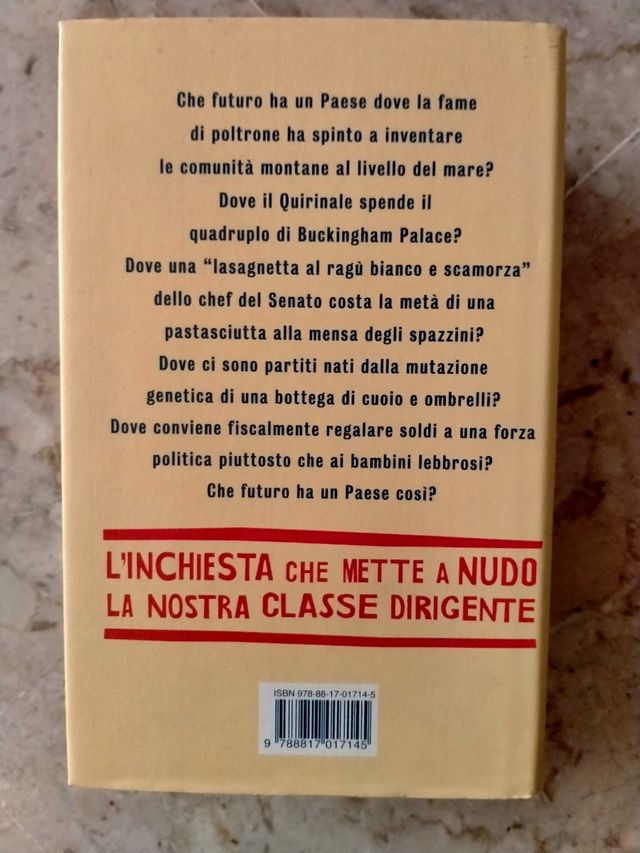 Che futuro ha un Paese dove la fame
di poltrone ha spinto a inventare
le comunità montane al livello del mare?
Dove il Quirinale spende il
quadruplo di Buckingham Palace?
Dove una “lasagnetta al ragù bianco e scamorza”
dello chef del Senato costa la metà di una
pastasciutta alla mensa degli spazzini?
Dove ci sono partiti nati dalla mutazione
genetica di una bottega di cuoio e ombrelli?
Dove conviene fiscalmente regalare soldi a una forza
politica piuttosto che ai bambini lebbrosi?
Che futuro ha un Paese così?
L'INCHIESTA CHE METTE A NUDO
LA NOSTRA CLASSE DIRIGENTE
ISBN 978-88-17-01714-5
9 788817 017145